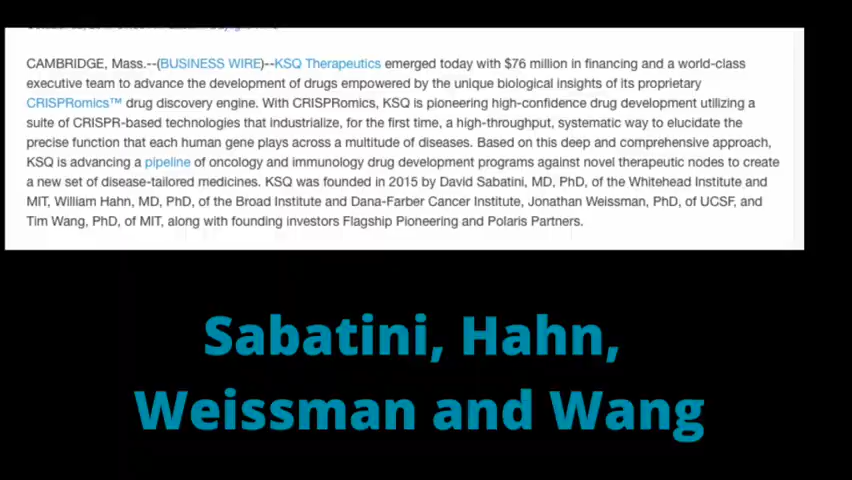 CAMBRIDGE, Mass.--(BUSINESS WIRE)--KSQ Therapeutics emerged today with $76 million in financing and a world-class
executive team to advance the development of drugs empowered by the unique biological insights of its proprietary
CRISPRomics™ drug discovery engine. With CRISPRomics, KSQ is pioneering high-confidence drug development utilizing a
suite of CRISPR-based technologies that industrialize, for the first time, a high-throughput, systematic way to elucidate the
precise function that each human gene plays across a multitude of diseases. Based on this deep and comprehensive approach,
KSQ is advancing a pipeline of oncology and immunology drug development programs against novel therapeutic nodes to create
a new set of disease-tailored medicines. KSQ was founded in 2015 by David Sabatini, MD, PhD, of the Whitehead Institute and
MIT, William Hahn, MD, PhD, of the Broad Institute and Dana-Farber Cancer Institute, Jonathan Weissman, PhD, of UCSF, and
Tim Wang, PhD, of MIT, along with founding investors Flagship Pioneering and Polaris Partners.
Sabatini, Hahn,
Weissman and Wang